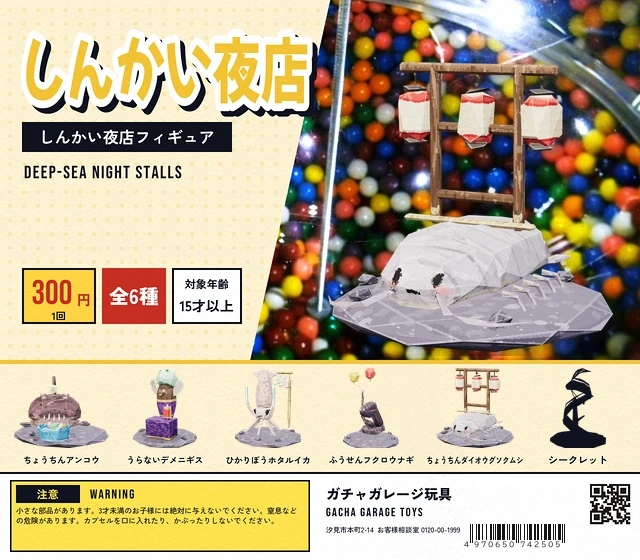 しんかい夜店
しんかい夜店フィギュア
DEEP-SEA NIGHT STALLS
300円
1回
全6種
対象年齢
15才以上
ちょうちんアンコウ
うらないデメニギス
ひかりぼうホタルイカ
ふうせんフクロウナギ
ちょうちんダイオウグソクムシ
シークレット
注意 WARNING
小さな部品があります。3才未満のお子様には絶対に与えないでください。窒息など
の危険があります。カプセルを口に入れたり、かぶったりしないでください。
ガチャガレージ玩具
GACHA GARAGE TOYS
汐見市本町2-14 お客様相談室 0120-00-1999
4 970650 742505